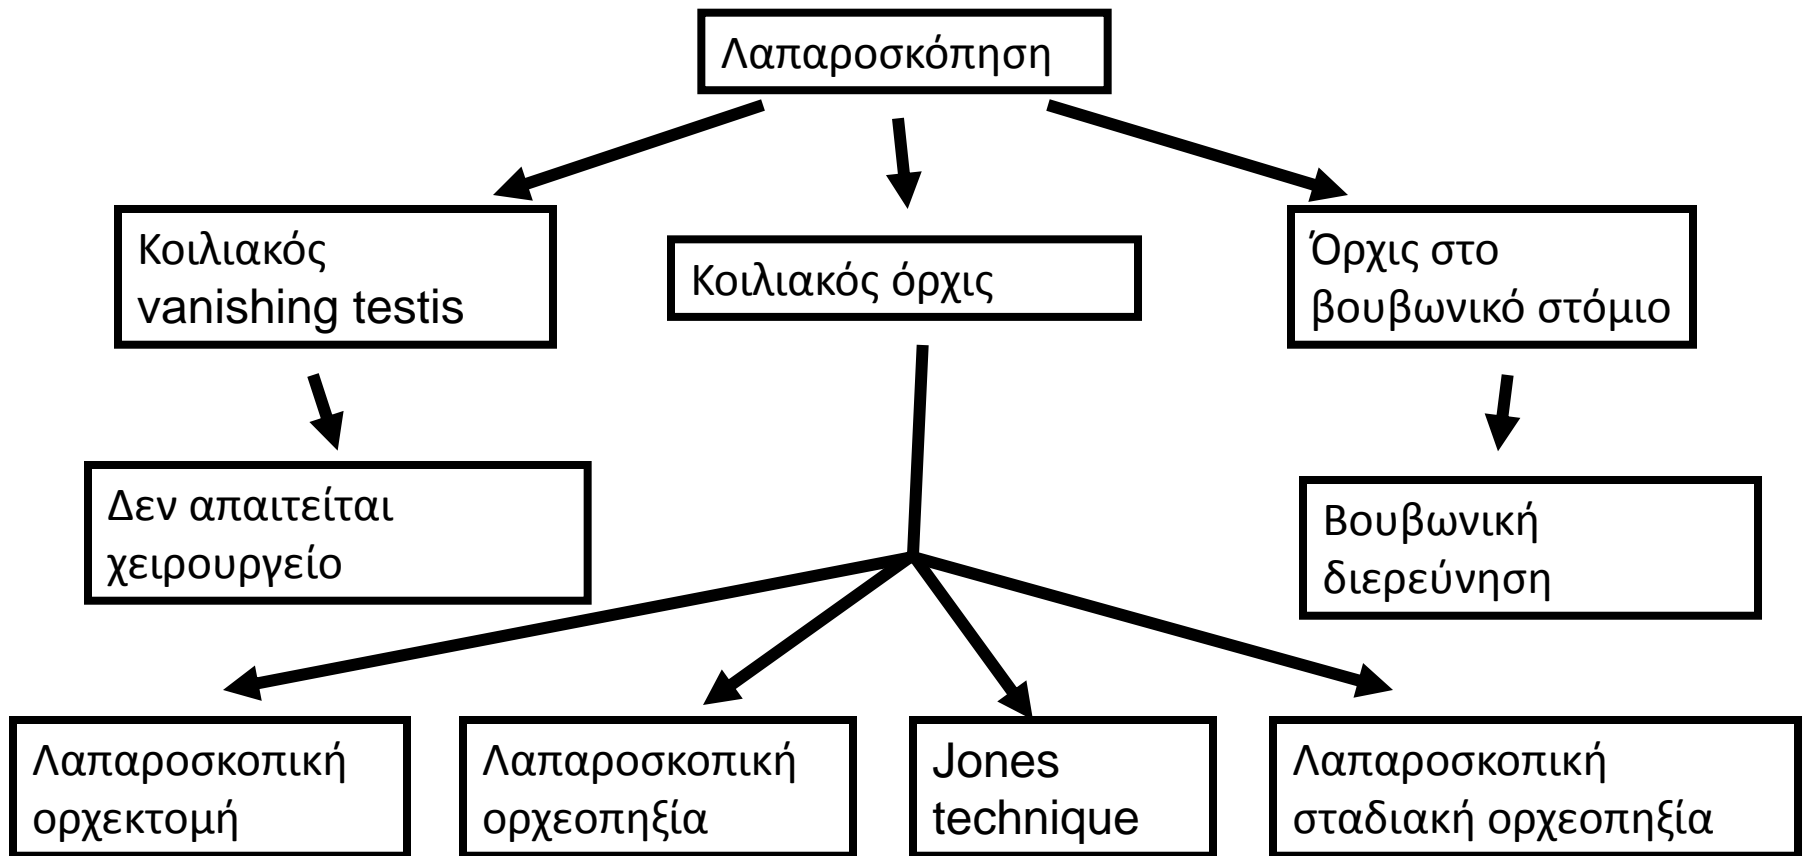 Λαπαροσκόπηση
Κοιλιακός
vanishing testis
Κοιλιακός όρχις
Όρχις στο
βουβωνικό στόμιο
Δεν απαιτείται
χειρουργείο
Βουβωνική
διερεύνηση
Λαπαροσκοπική
ορχεκτομή
Λαπαροσκοπική
ορχεοπηξία
Jones
technique
Λαπαροσκοπική
σταδιακή ορχεοπηξία